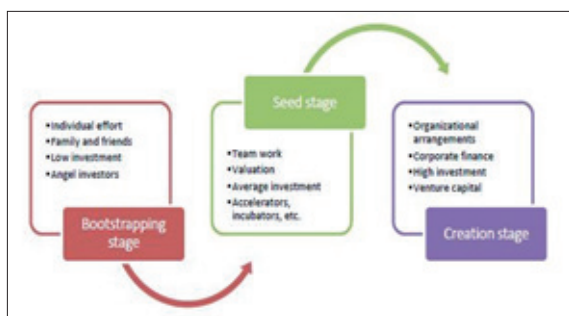 •Individual effort
•Family and friends
•Low investment
•Angel investors
Bootstrapping
stage
Seed stage
•Team work
•Valuation
•Average investment
•Accelerators,
incubators, etc.
•Organizational
arrangements
•Corporate finance
•High investment
•Venture capital
Creation stage